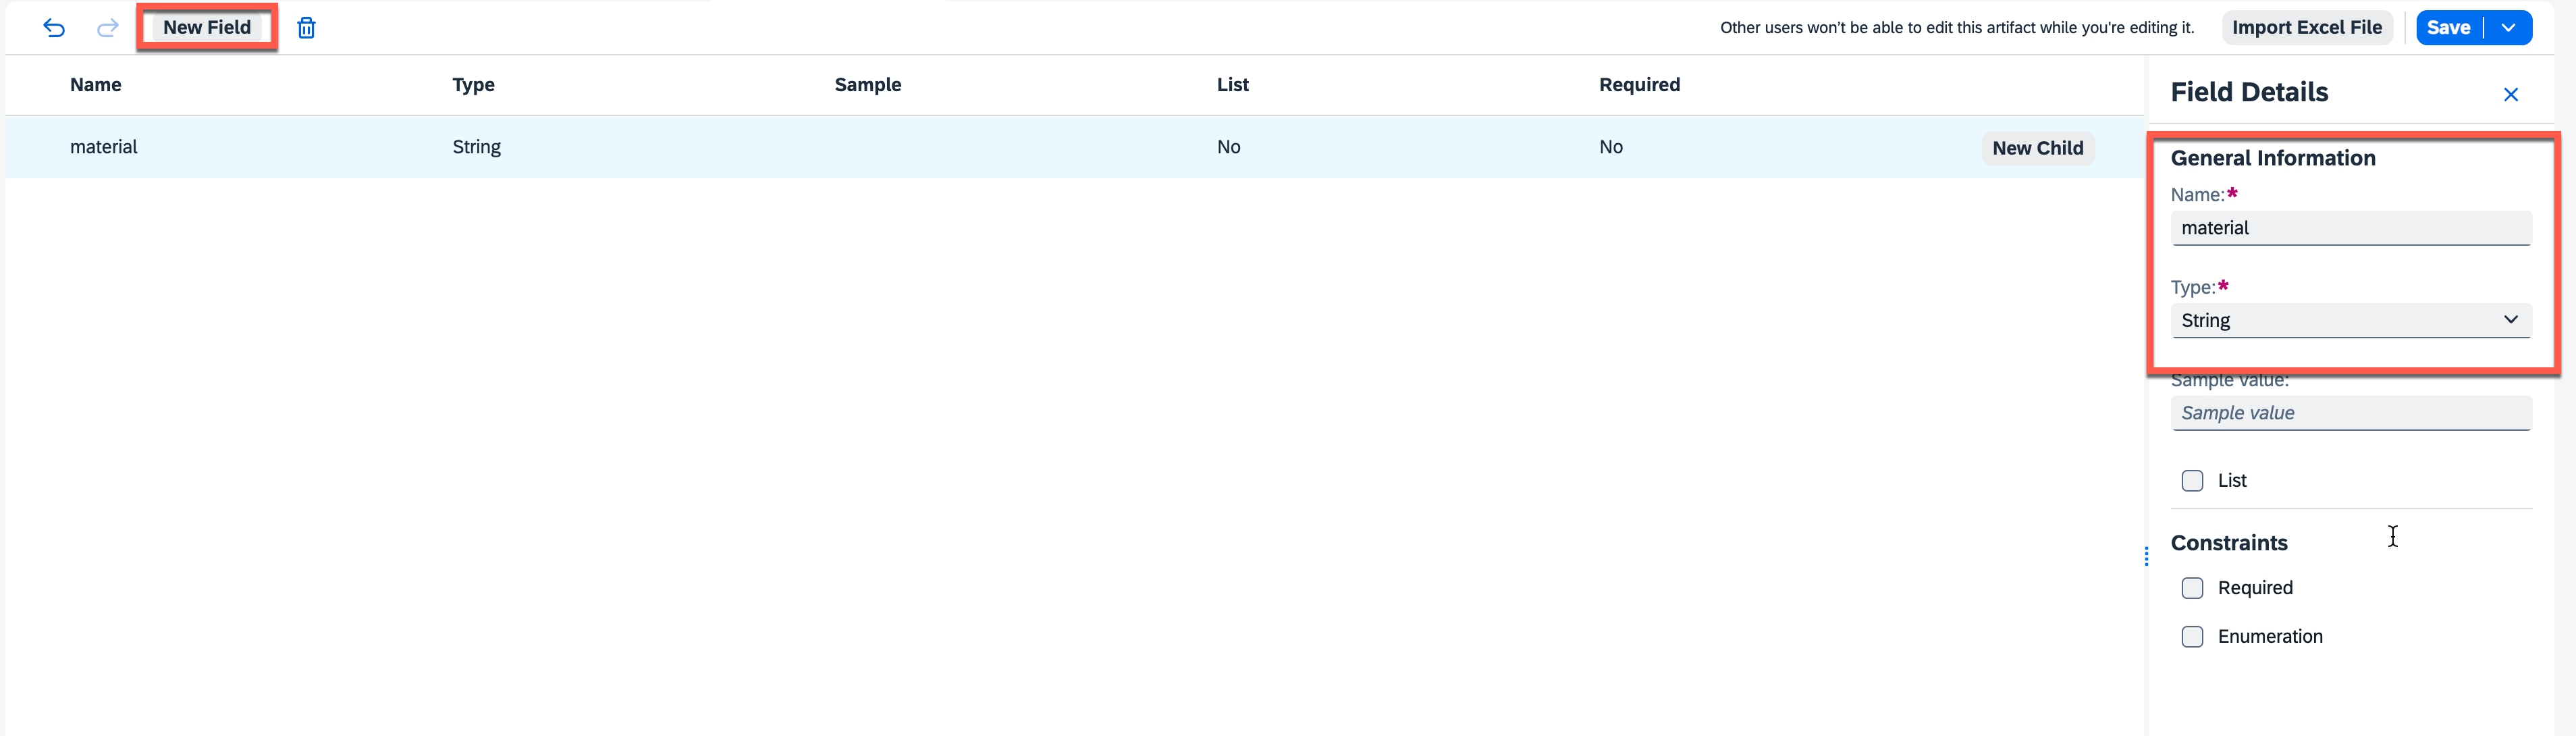 New Field Other users won't be able to edit this artifact while you're editing it. Import Excel File Save
Name Type Sample List Required
material String No No New Child
Field Details
General Information
Name:*
material
Type:*
String
Sample value:
Sample value
List
Constraints
Required
Enumeration